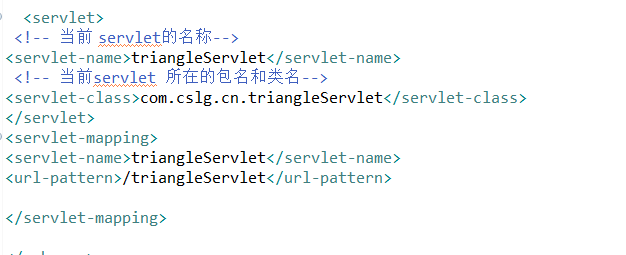 <servlet>
<!-- 当前 servlet的名称-->
<servlet-name>triangleServlet</servlet-name>
<!-- 当前servlet 所在的包名和类名-->
<servlet-class>com.cslg.cn.triangleServlet</servlet-class>
</servlet>
<servlet-mapping>
<servlet-name>triangleServlet</servlet-name>
<url-pattern>/triangleServlet</url-pattern>
</servlet-mapping>